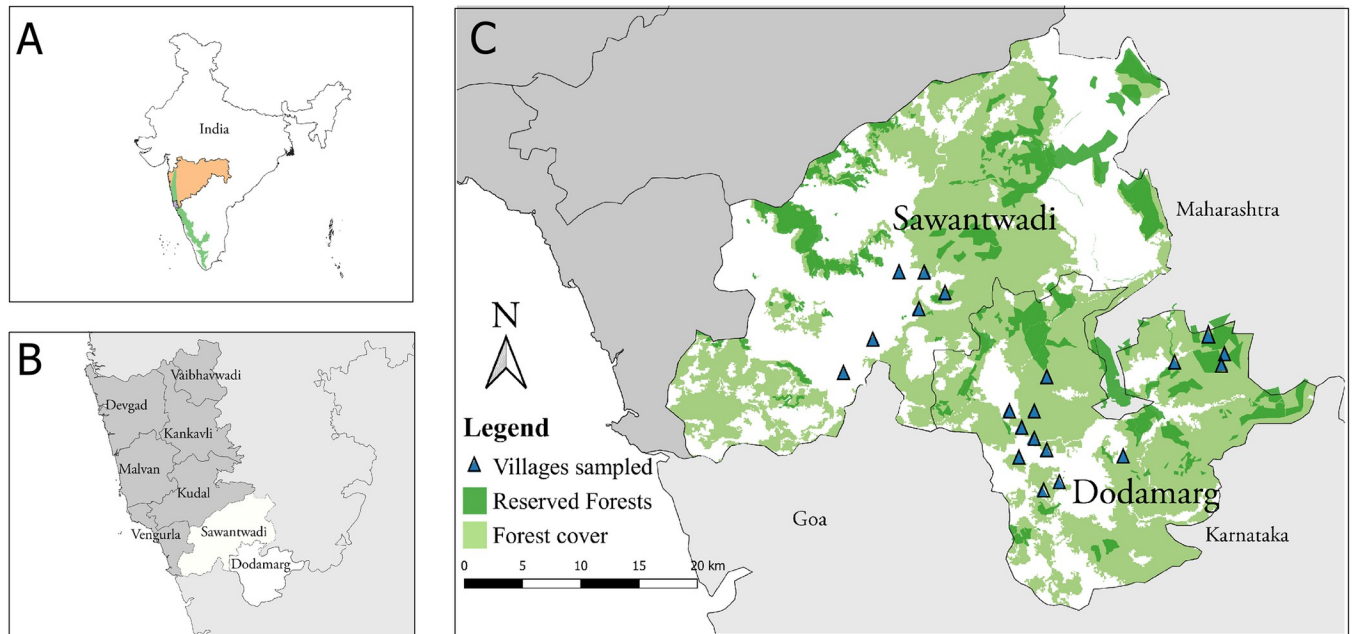 A
India
B
Vaibhavwadi
Devgad
Kankavli
Malvan
Kudal
Vengurla
Sawantwadi
Dodamarg
C
Sawantwadi
Maharashtra
N
Legend
Villages sampled
Reserved Forests
Forest cover
0 5 10 15 20 km
Goa
Dodamarg
Karnataka